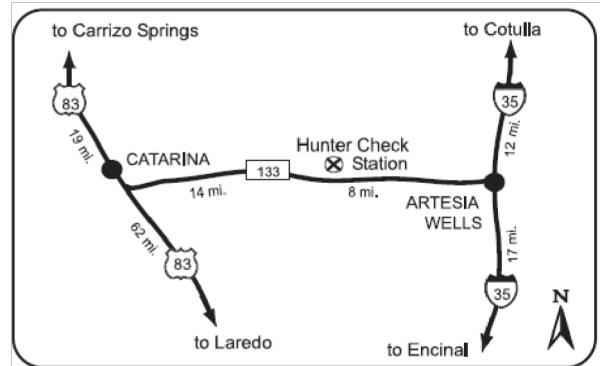 to Carrizo Springs
to Cotulla
83
35
19 mi.
12 mi.
Hunter Check
Station
CATARINA
133
14 mi.
8 mi.
ARTESIA
WELLS
62 mi.
17 mi.
83
35
N
to Laredo
to Encinal